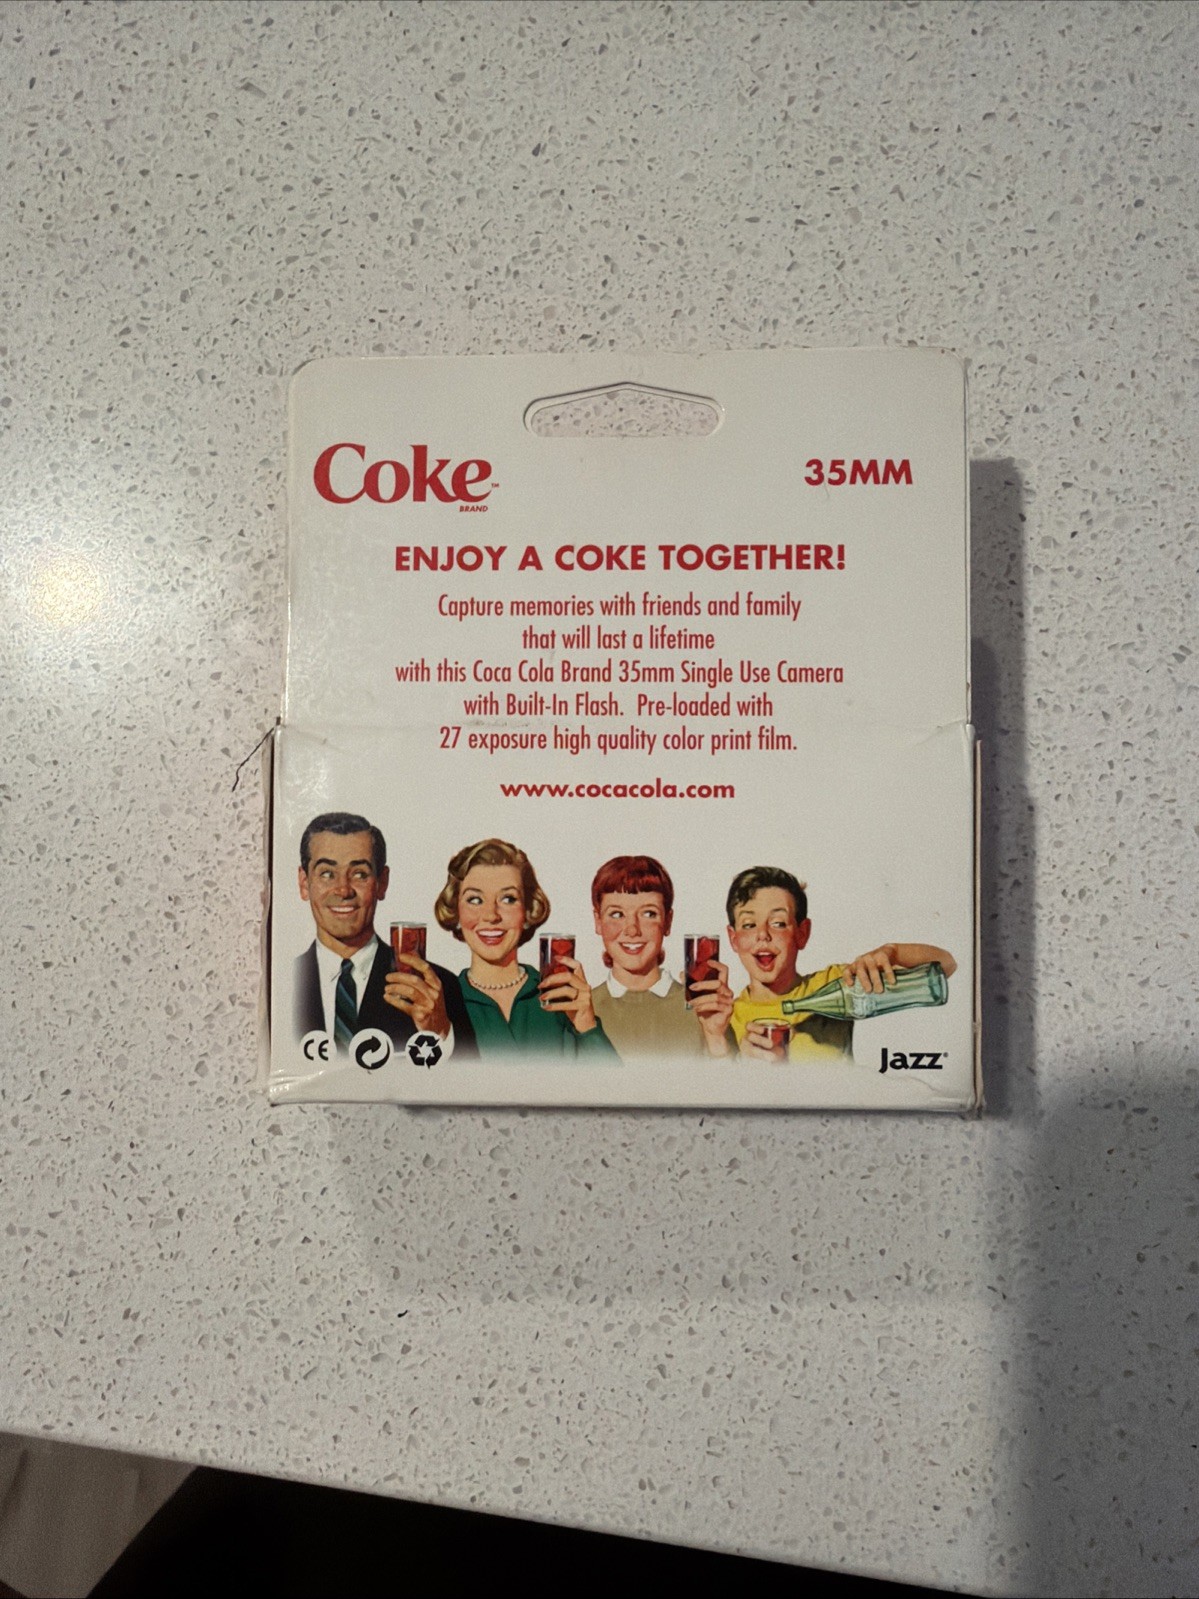 Coke™
BRAND
35MM
ENJOY A COKE TOGETHER!
Capture memories with friends and family
that will last a lifetime
with this Coca Cola Brand 35mm Single Use Camera
with Built-In Flash. Pre-loaded with
27 exposure high quality color print film.
www.cocacola.com
CE
Jazz®